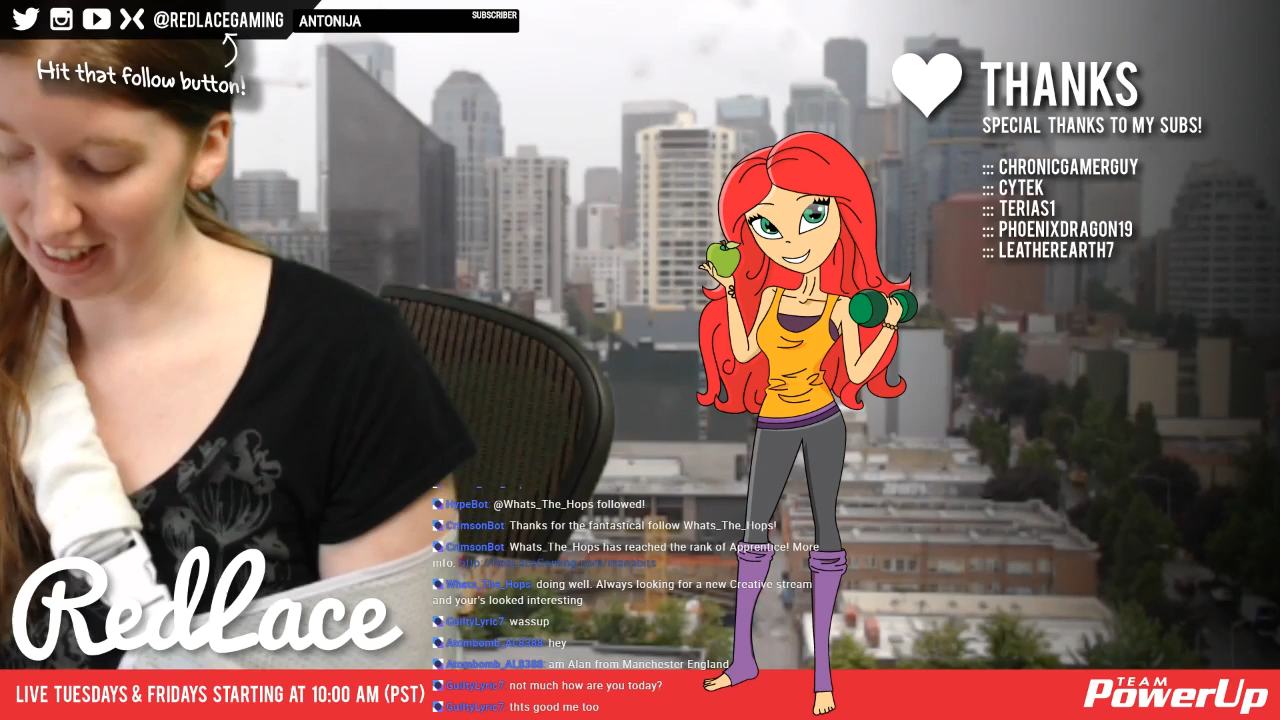 @REDLACEGAMING
ANTONIJA
SUBSCRIBER
Hit that follow button!
THANKS
SPECIAL THANKS TO MY SUBS!
::: CHRONICGAMERGUY
::: CYTEK
::: TERIAS1
::: PHOENIXDRAGON19
::: LEATHEREARTH7
HypeBot: @Whats_The_Hops followed!
CrimsonBot: Thanks for the fantastical follow Whats_The_Hops!
CrimsonBot: Whats_The_Hops has reached the rank of Apprentice! More
info:
Whats_The_Hops: doing well. Always looking for a new Creative stream
and your's looked interesting
GuiltyLyric7: wassup
Atombomb_AL8388: hey
Atombomb_AL8388: am Alan from Manchester England
GuiltyLyric7: not much how are you today?
GuiltyLyric7: thts good me too
RedLace
LIVE TUESDAYS & FRIDAYS STARTING AT 10:00 AM (PST)
TEAM
POWERUP